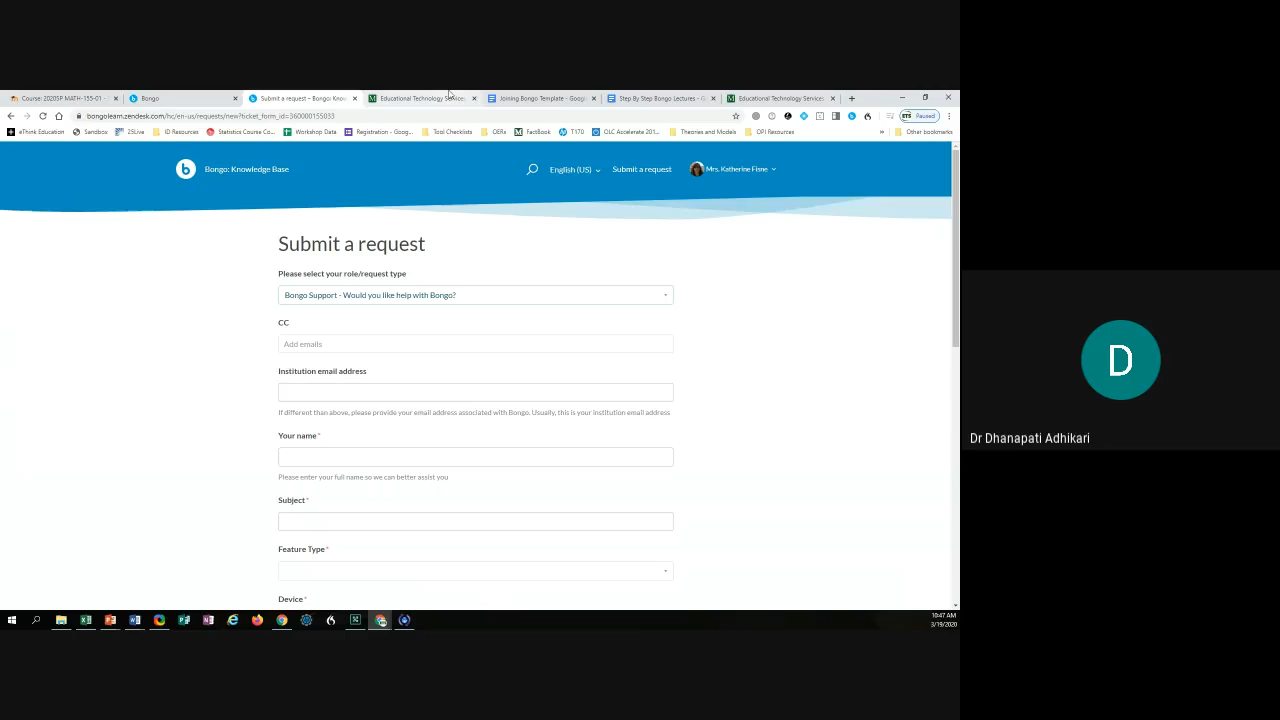 Course: 2020SP MATH-155-01 -
Bongo
Submit a request – Bongo: Know
Educational Technology Services
Joining Bongo Template - Googl
Step By Step Bongo Lectures - G
Educational Technology Services
bongolearn.zendesk.com/hc/en-us/requests/new?ticket_form_id=360000155033
ETS
Paused
eThink Education
Sandbox
25Live
iD Resources
Statistics Course Co...
Workshop Data
Registration - Goog...
Tool Checklists
OERs
FactBook
T170
OLC Accelerate 201...
Theories and Models
OPI Resources
»
Other bookmarks
b
Bongo: Knowledge Base
English (US)
Submit a request
Mrs. Katherine Fisne
Submit a request
Please select your role/request type
Bongo Support - Would you like help with Bongo?
CC
Add emails
Institution email address
If different than above, please provide your email address associated with Bongo. Usually, this is your institution email address
Your name*
Please enter your full name so we can better assist you
Subject*
Feature Type*
Device*
10:47 AM
3/19/2020
D
Dr Dhanapati Adhikari